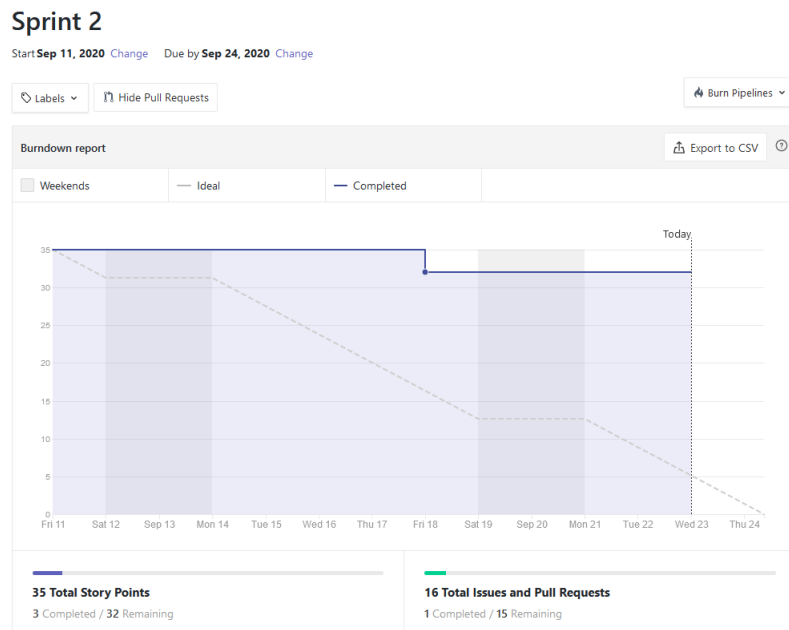 Sprint 2
Start Sep 11, 2020 Change Due by Sep 24, 2020 Change
Labels Hide Pull Requests Burn Pipelines
Burndown report Export to CSV ?
Weekends Ideal Completed
Today
35
30
25
20
15
10
5
0
Fri 11 Sat 12 Sep 13 Mon 14 Tue 15 Wed 16 Thu 17 Fri 18 Sat 19 Sep 20 Mon 21 Tue 22 Wed 23 Thu 24
35 Total Story Points 16 Total Issues and Pull Requests
3 Completed / 32 Remaining 1 Completed / 15 Remaining